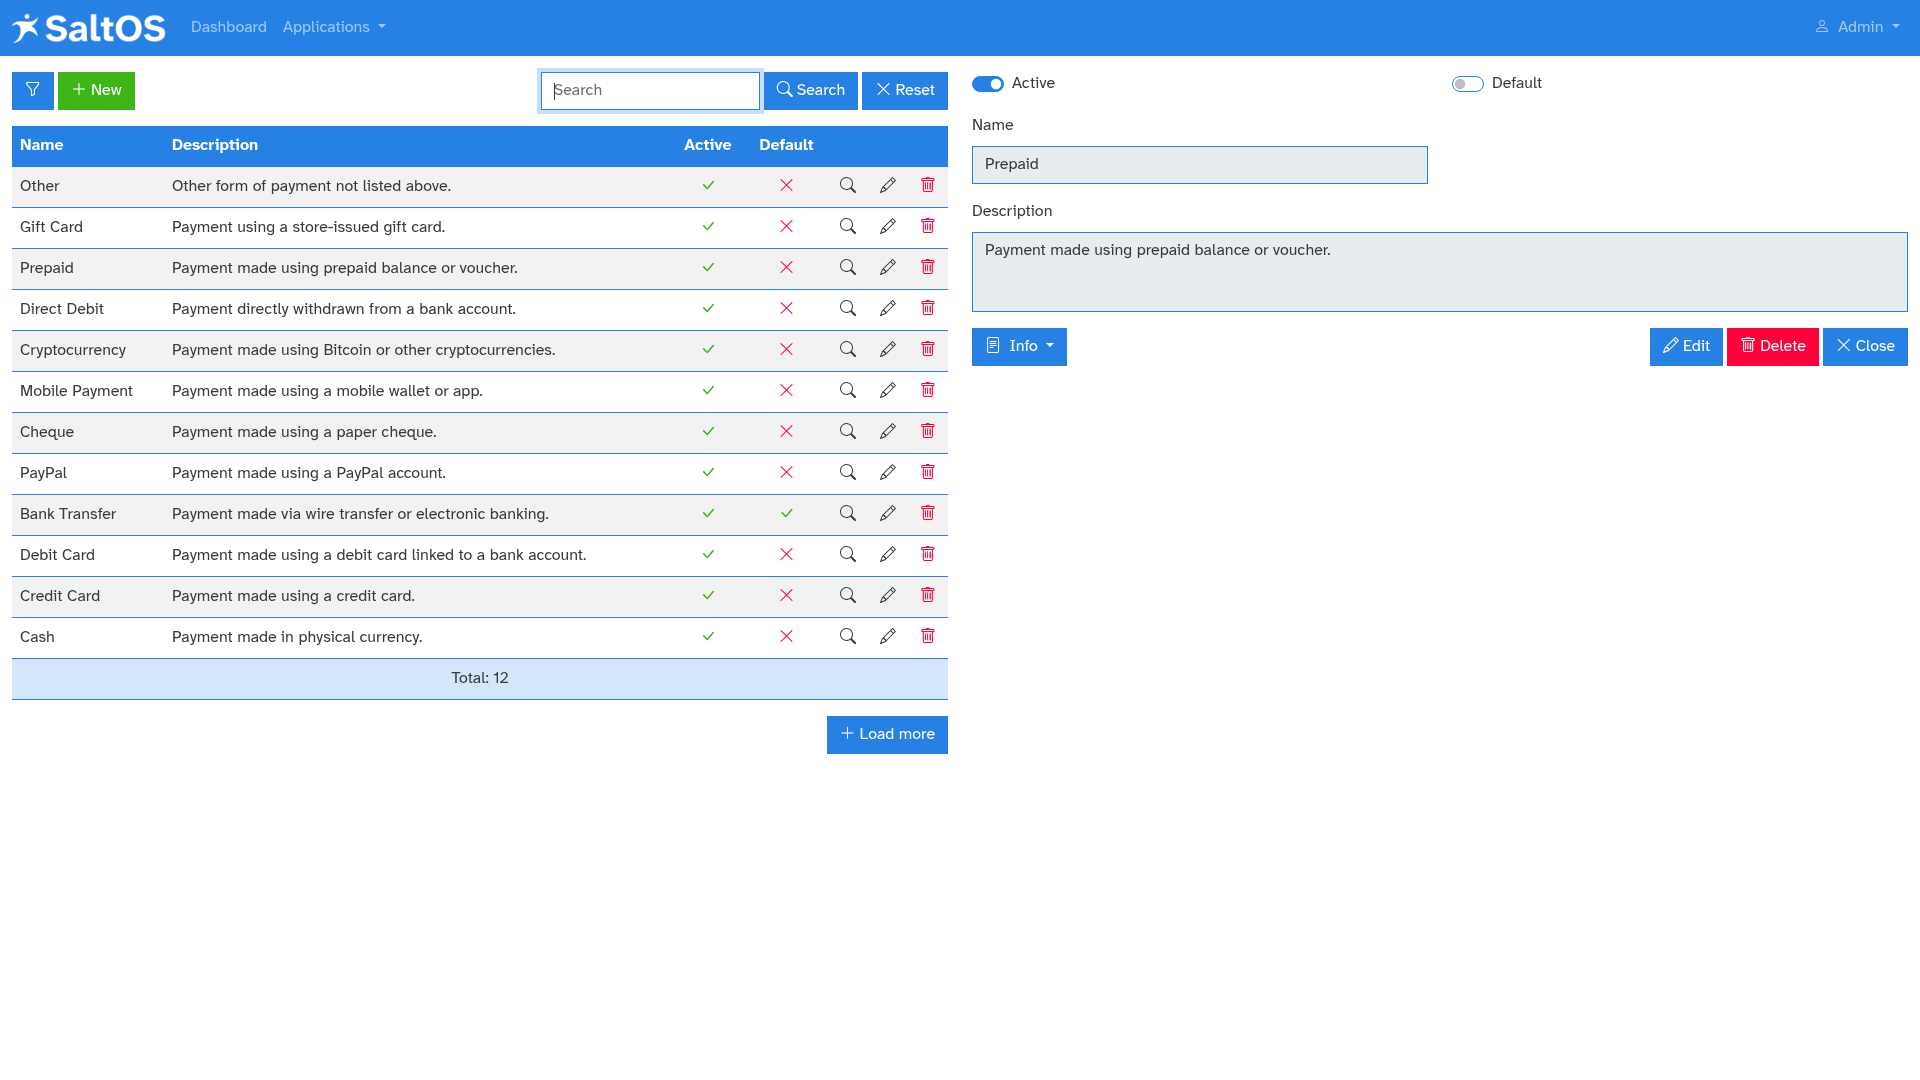 SaltOS Dashboard Applications Admin
New Search Search Reset
Name Description Active Default
Other Other form of payment not listed above.
Gift Card Payment using a store-issued gift card.
Prepaid Payment made using prepaid balance or voucher.
Direct Debit Payment directly withdrawn from a bank account.
Cryptocurrency Payment made using Bitcoin or other cryptocurrencies.
Mobile Payment Payment made using a mobile wallet or app.
Cheque Payment made using a paper cheque.
PayPal Payment made using a PayPal account.
Bank Transfer Payment made via wire transfer or electronic banking.
Debit Card Payment made using a debit card linked to a bank account.
Credit Card Payment made using a credit card.
Cash Payment made in physical currency.
Total: 12
Load more
Active Default
Name
Prepaid
Description
Payment made using prepaid balance or voucher.
Info Edit Delete Close